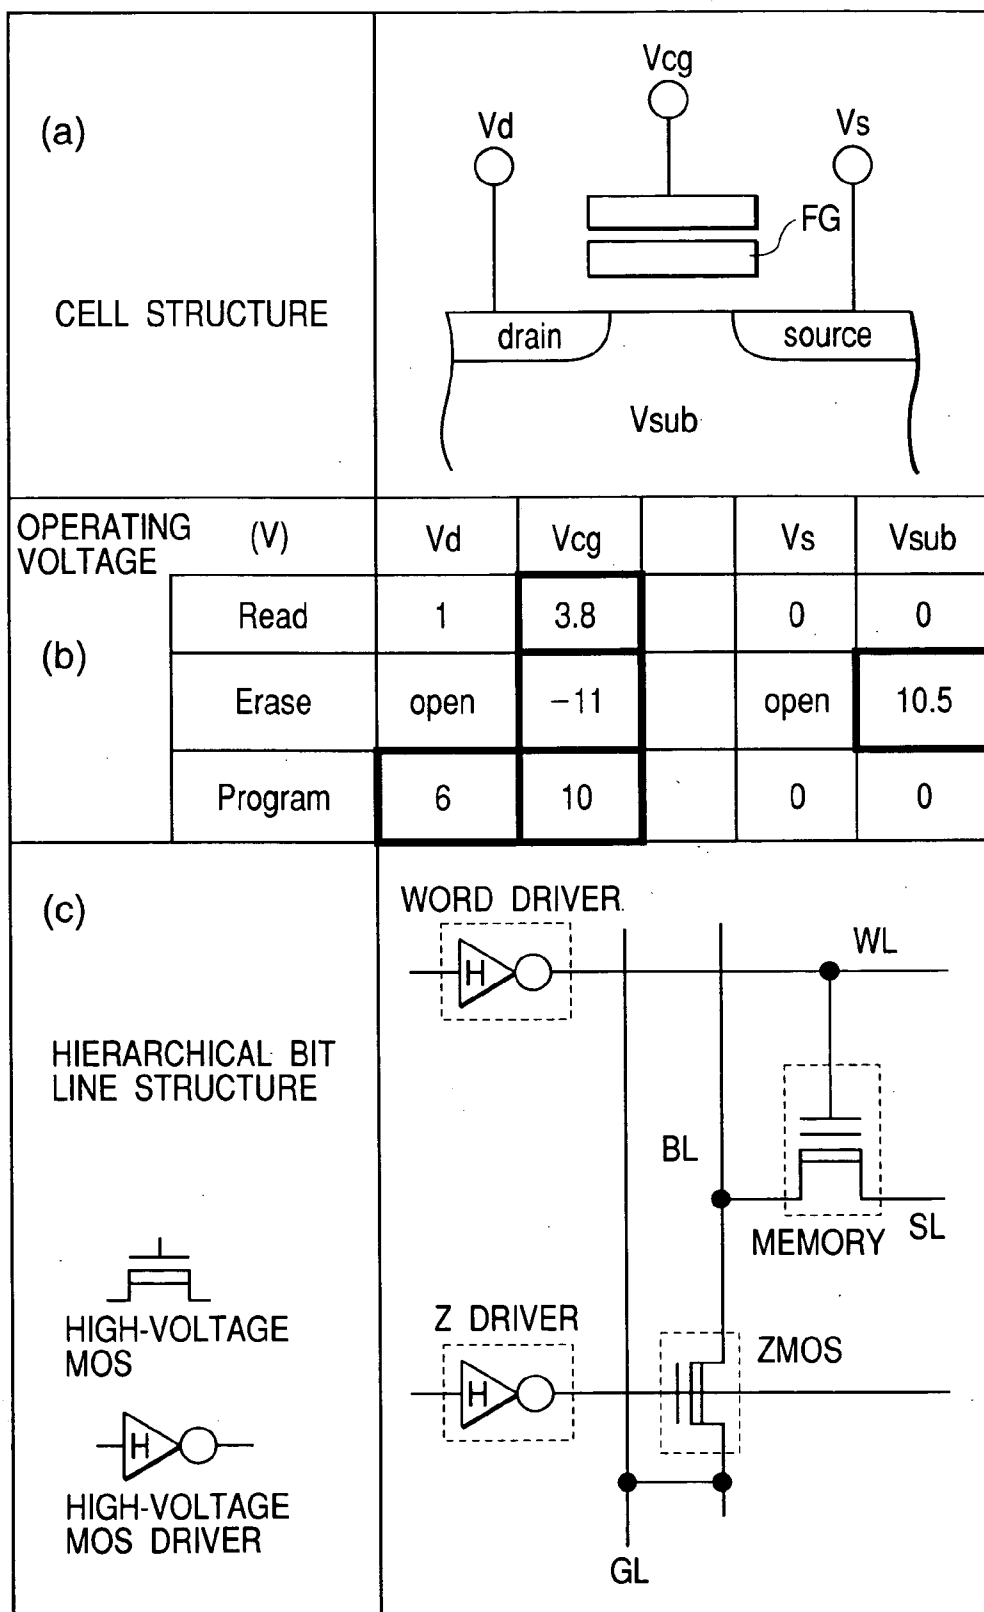 (a)
CELL STRUCTURE
Vcg
Vd
Vs
FG
drain
source
Vsub
OPERATING
VOLTAGE
(V)
Vd
Vcg
Vs
Vsub
(b)
Read
1
3.8
0
0
Erase
open
−11
open
10.5
Program
6
10
0
0
(c)
HIERARCHICAL BIT
LINE STRUCTURE
HIGH-VOLTAGE
MOS
H
HIGH-VOLTAGE
MOS DRIVER
WORD DRIVER
H
WL
BL
MEMORY
SL
Z DRIVER
H
ZMOS
GL